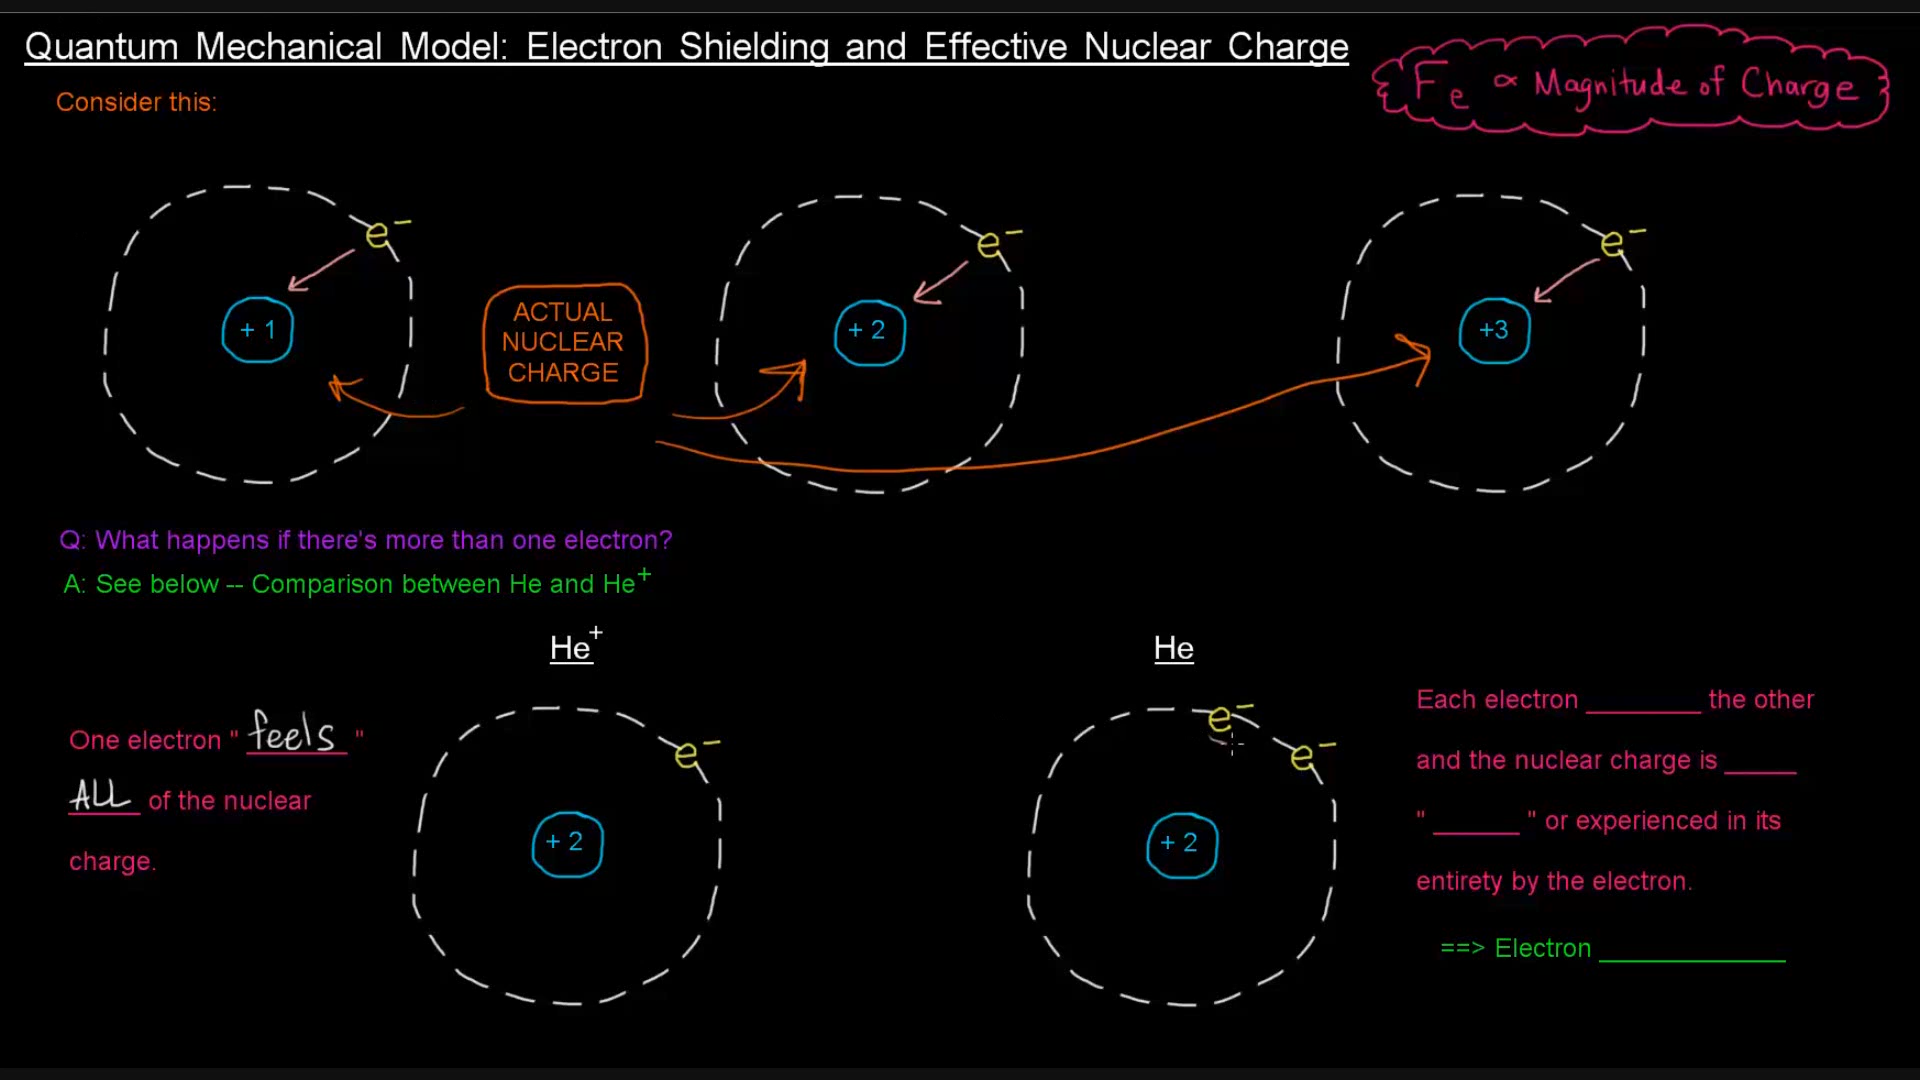 Quantum Mechanical Model: Electron Shielding and Effective Nuclear Charge
Fe ∝ Magnitude of Charge
Consider this:
e⁻
e⁻
e⁻
+ 1
ACTUAL
NUCLEAR
CHARGE
+ 2
+3
Q: What happens if there's more than one electron?
A: See below -- Comparison between He and He⁺
He⁺
He
One electron " feels "
ALL of the nuclear
charge.
e⁻
+ 2
e⁻
e⁻
+ 2
Each electron ________ the other
and the nuclear charge is _____
" ______ " or experienced in its
entirety by the electron.
==> Electron _____________